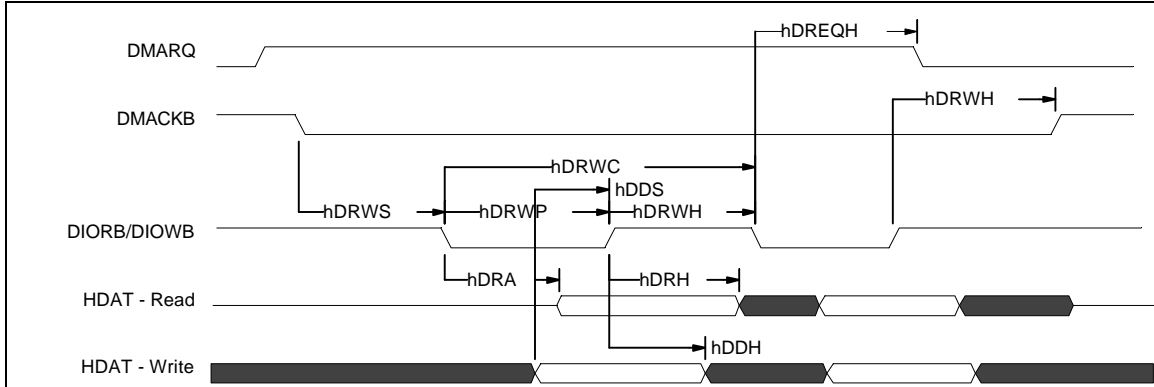 hDREQH
DMARQ
hDRWH
DMACKB
hDRWC
hDDS
hDRWS
hDRWP
hDRWH
DIORB/DIOWB
hDRA
hDRH
HDAT - Read
hDDH
HDAT - Write